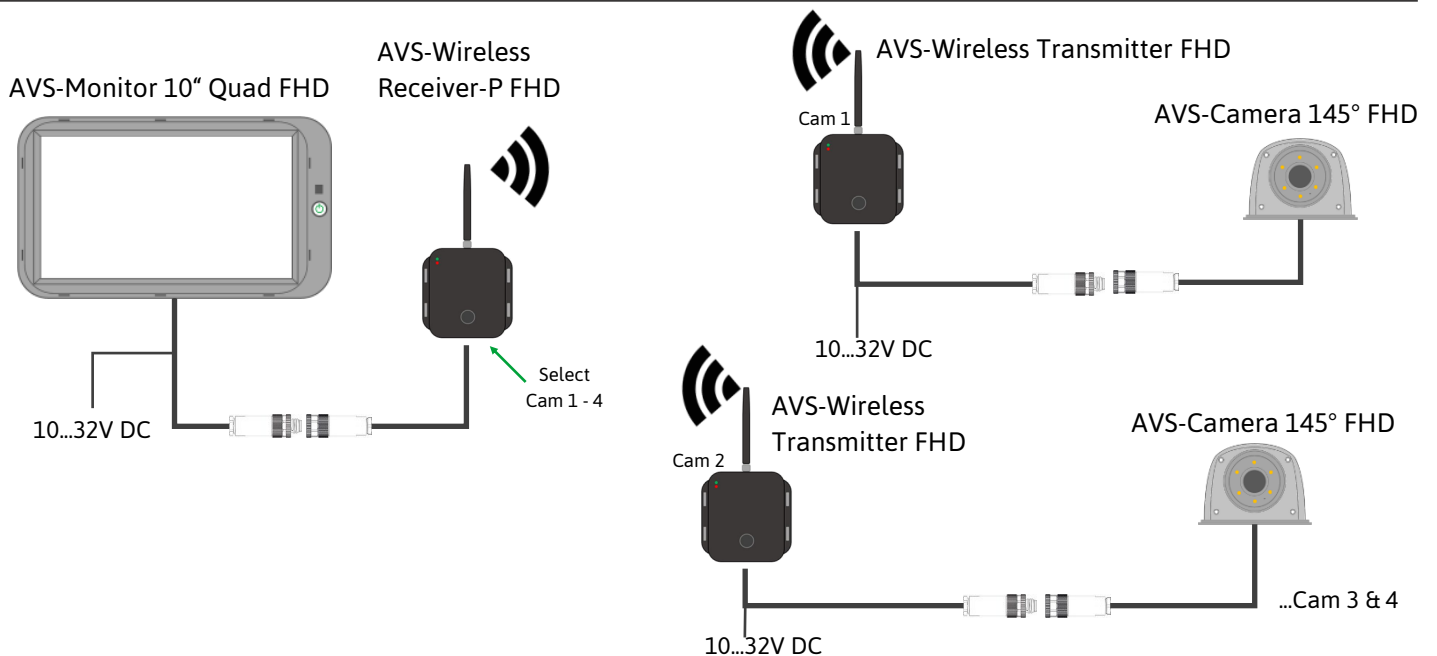 AVS-Monitor 10“ Quad FHD
AVS-Wireless
Receiver-P FHD
Select
Cam 1 - 4
10...32V DC
AVS-Wireless Transmitter FHD
Cam 1
AVS-Camera 145° FHD
10...32V DC
AVS-Wireless
Transmitter FHD
Cam 2
AVS-Camera 145° FHD
...Cam 3 & 4
10...32V DC